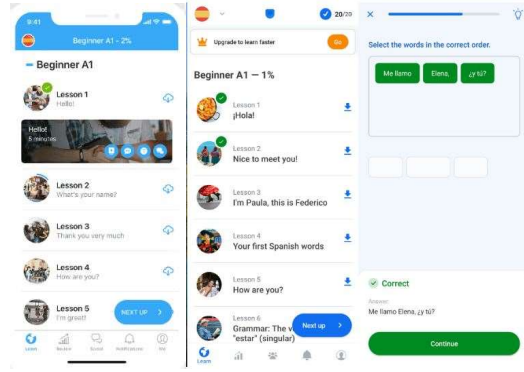 9:41
Beginner A1 - 2%
Beginner A1
Lesson 1
Hello!
Hello!
5 minutes
Lesson 2
What's your name?
Lesson 3
Thank you very much
Lesson 4
How are you?
Lesson 5
I'm great!
NEXT UP
Learn
Review
Social
Notifications
Me
20/20
Upgrade to learn faster
Go
Beginner A1 — 1%
Lesson 1
¡Hola!
Lesson 2
Nice to meet you!
Lesson 3
I'm Paula, this is Federico
Lesson 4
Your first Spanish words
Lesson 5
How are you?
Lesson 6
Grammar: The v
"estar" (singular)
Next up
Learn
Select the words in the correct order.
Me llamo
Elena,
¿y tú?
Correct
Answer:
Me llamo Elena, ¿y tú?
Continue